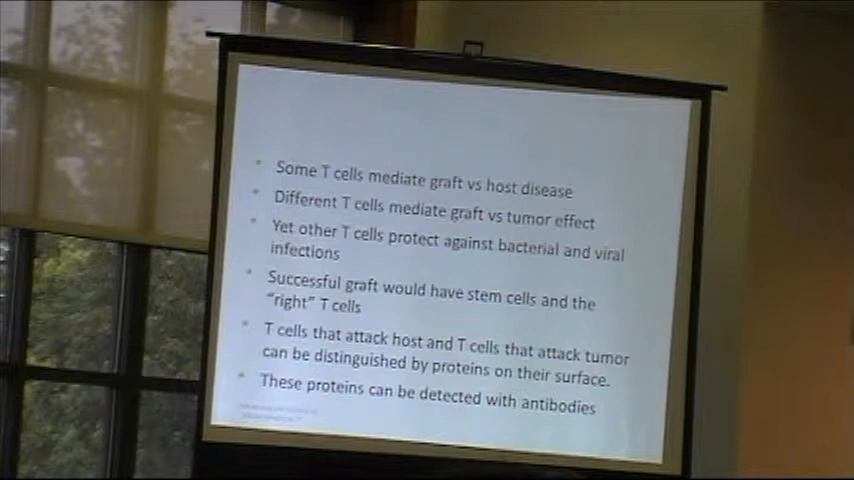 • Some T cells mediate graft vs host disease
• Different T cells mediate graft vs tumor effect
• Yet other T cells protect against bacterial and viral
infections
• Successful graft would have stem cells and the
"right" T cells
• T cells that attack host and T cells that attack tumor
can be distinguished by proteins on their surface.
• These proteins can be detected with antibodies